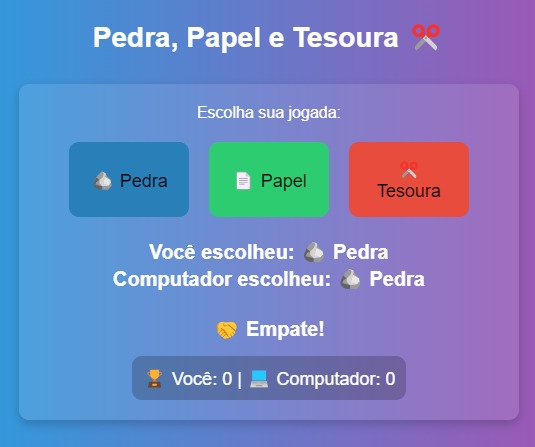 Pedra, Papel e Tesoura ✂️
Escolha sua jogada:
🪨 Pedra
📄 Papel
✂️
Tesoura
Você escolheu: 🪨 Pedra
Computador escolheu: 🪨 Pedra
🤝 Empate!
🏆 Você: 0 | 💻 Computador: 0